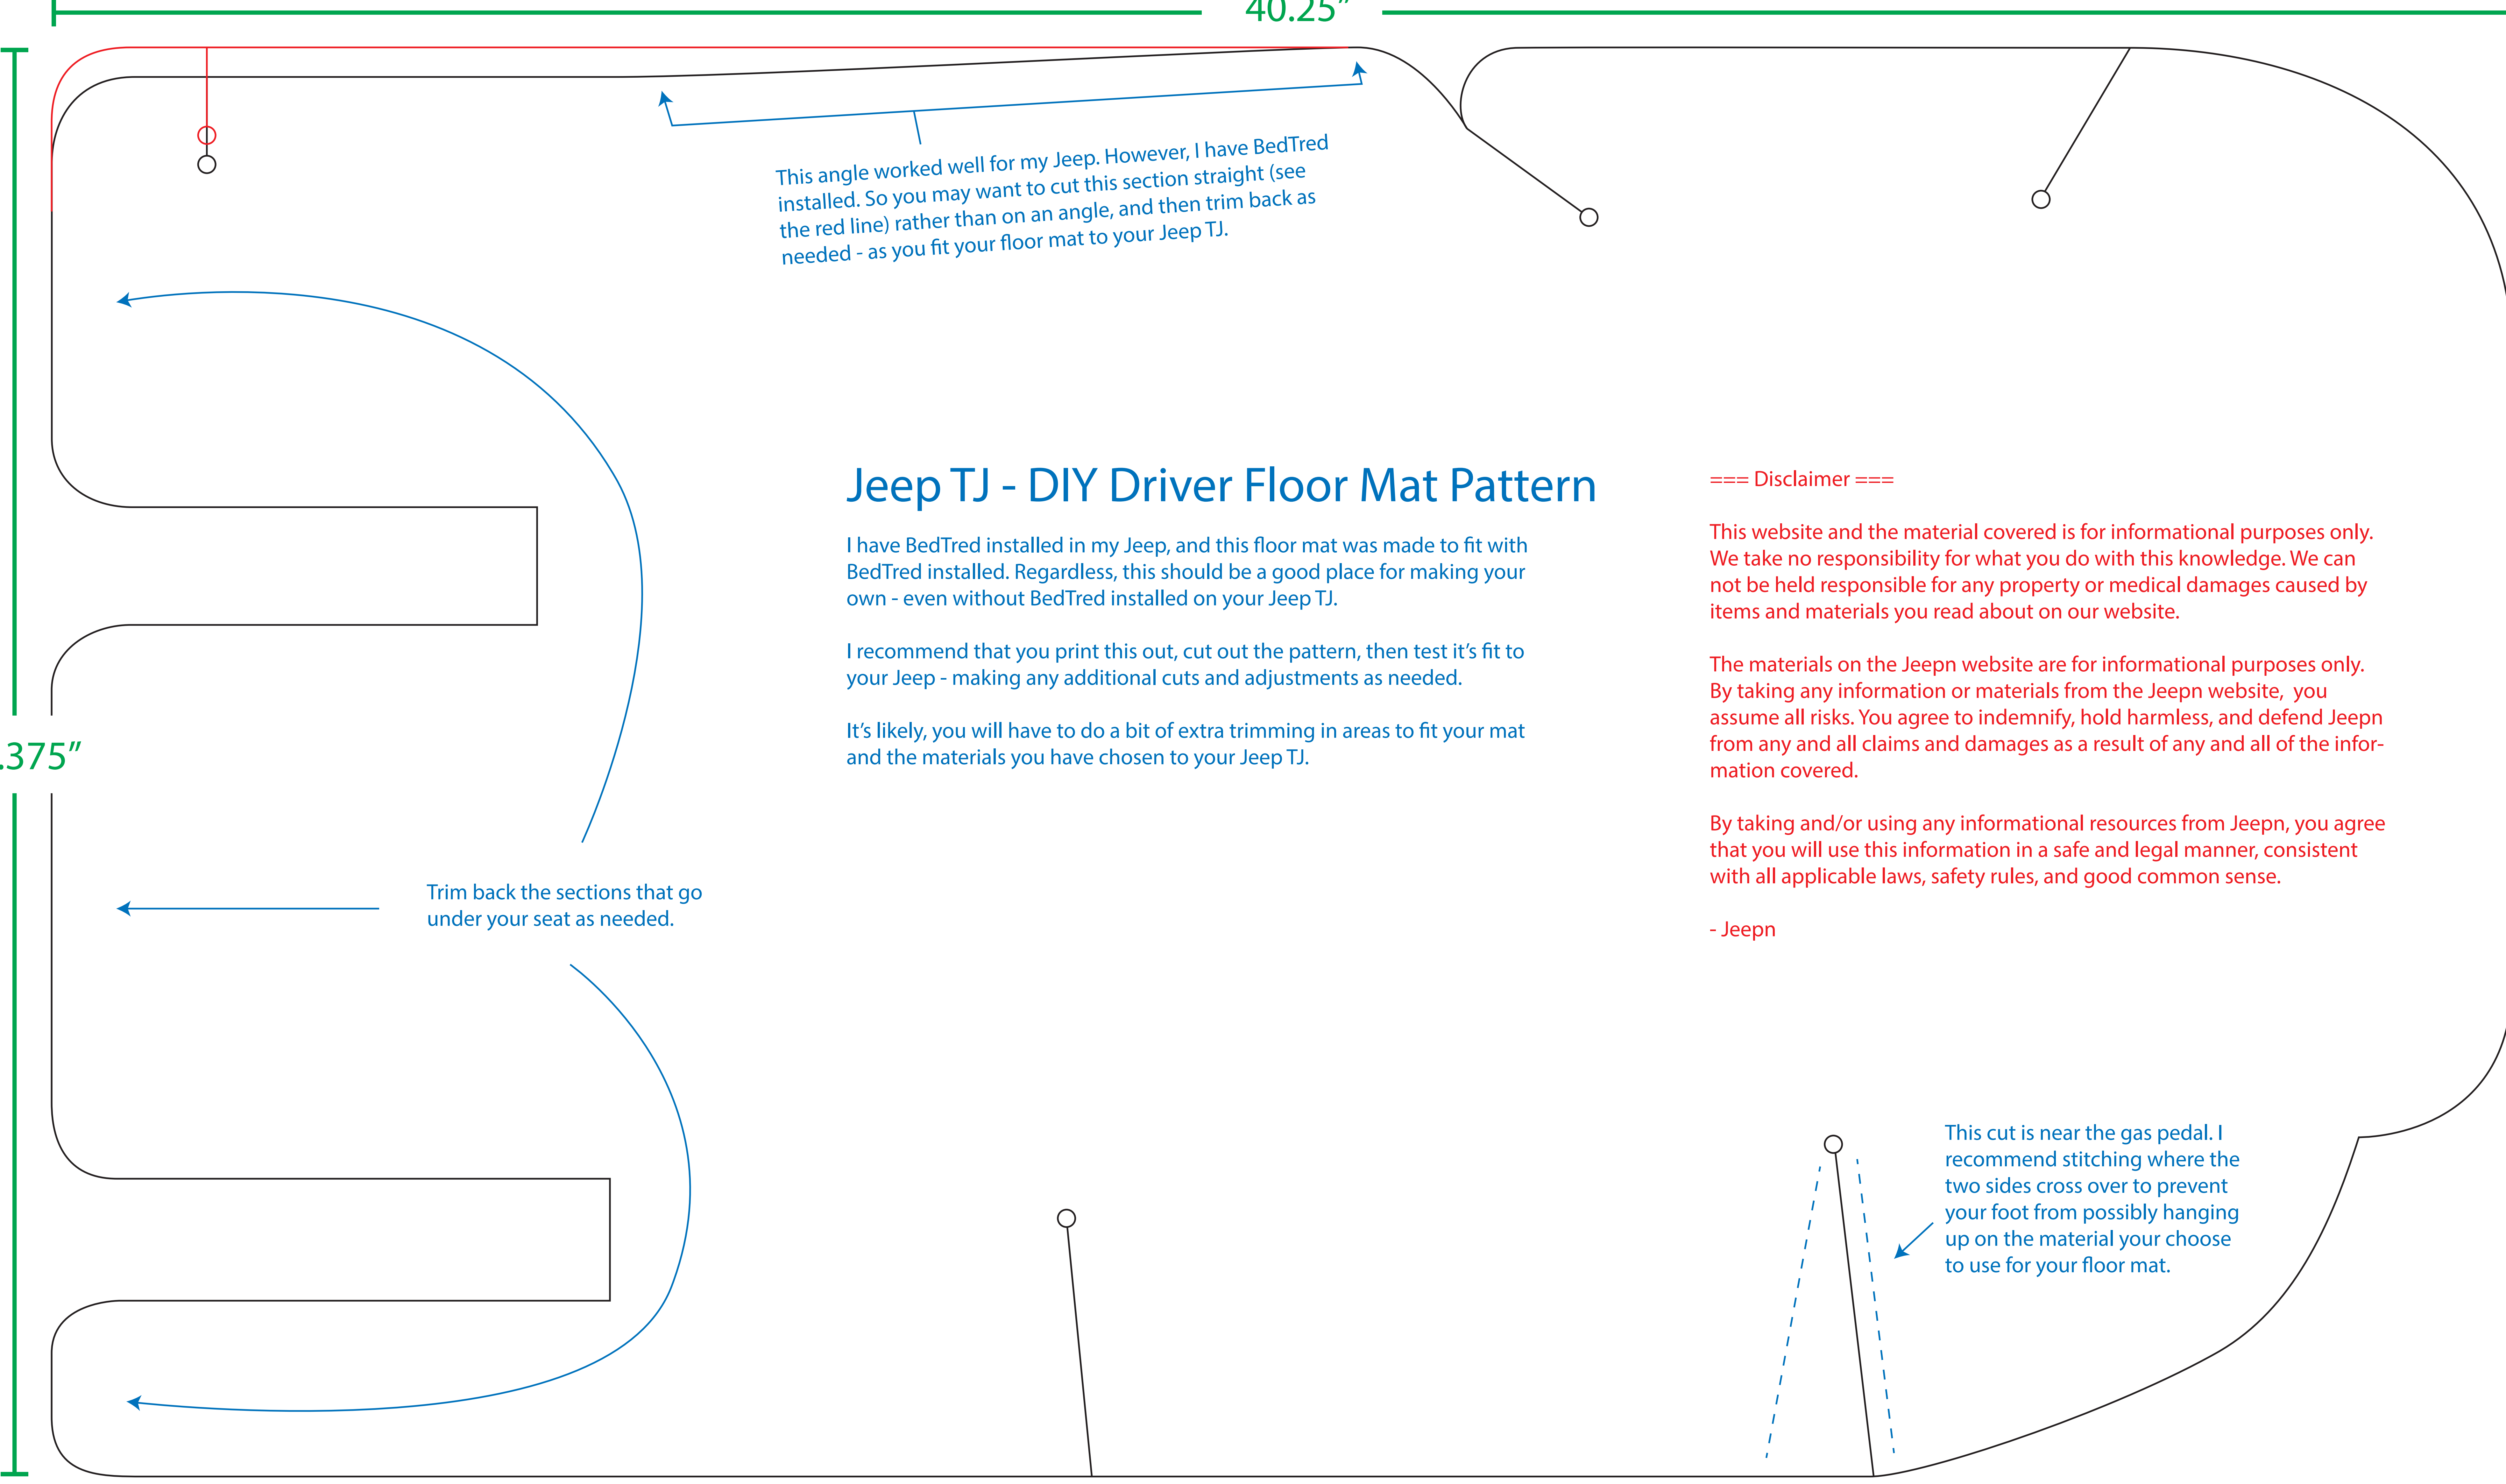 40.25"
This angle worked well for my Jeep. However, I have BedTred
installed. So you may want to cut this section straight (see
the red line) rather than on an angle, and then trim back as
needed - as you fit your floor mat to your Jeep TJ.
Jeep TJ - DIY Driver Floor Mat Pattern
I have BedTred installed in my Jeep, and this floor mat was made to fit with
BedTred installed. Regardless, this should be a good place for making your
own - even without BedTred installed on your Jeep TJ.
I recommend that you print this out, cut out the pattern, then test it’s fit to
your Jeep - making any additional cuts and adjustments as needed.
It’s likely, you will have to do a bit of extra trimming in areas to fit your mat
and the materials you have chosen to your Jeep TJ.
=== Disclaimer ===
This website and the material covered is for informational purposes only.
We take no responsibility for what you do with this knowledge. We can
not be held responsible for any property or medical damages caused by
items and materials you read about on our website.
The materials on the Jeepn website are for informational purposes only.
By taking any information or materials from the Jeepn website,  you
assume all risks. You agree to indemnify, hold harmless, and defend Jeepn
from any and all claims and damages as a result of any and all of the infor-
mation covered.
By taking and/or using any informational resources from Jeepn, you agree
that you will use this information in a safe and legal manner, consistent
with all applicable laws, safety rules, and good common sense.
- Jeepn
.375"
Trim back the sections that go
under your seat as needed.
This cut is near the gas pedal. I
recommend stitching where the
two sides cross over to prevent
your foot from possibly hanging
up on the material your choose
to use for your floor mat.